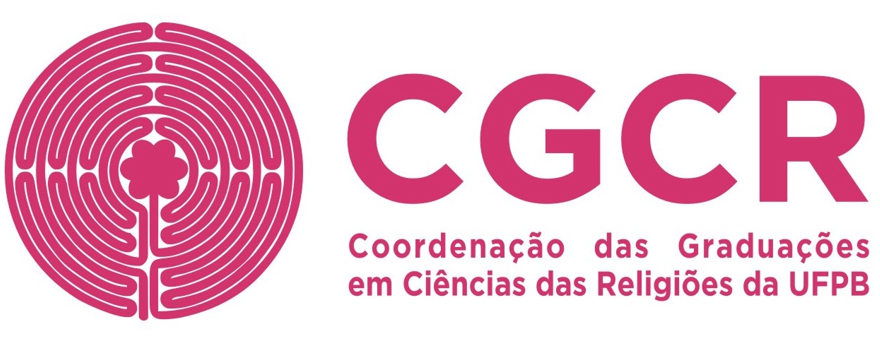 CGCR
Coordenação das Graduações
em Ciências das Religiões da UFPB